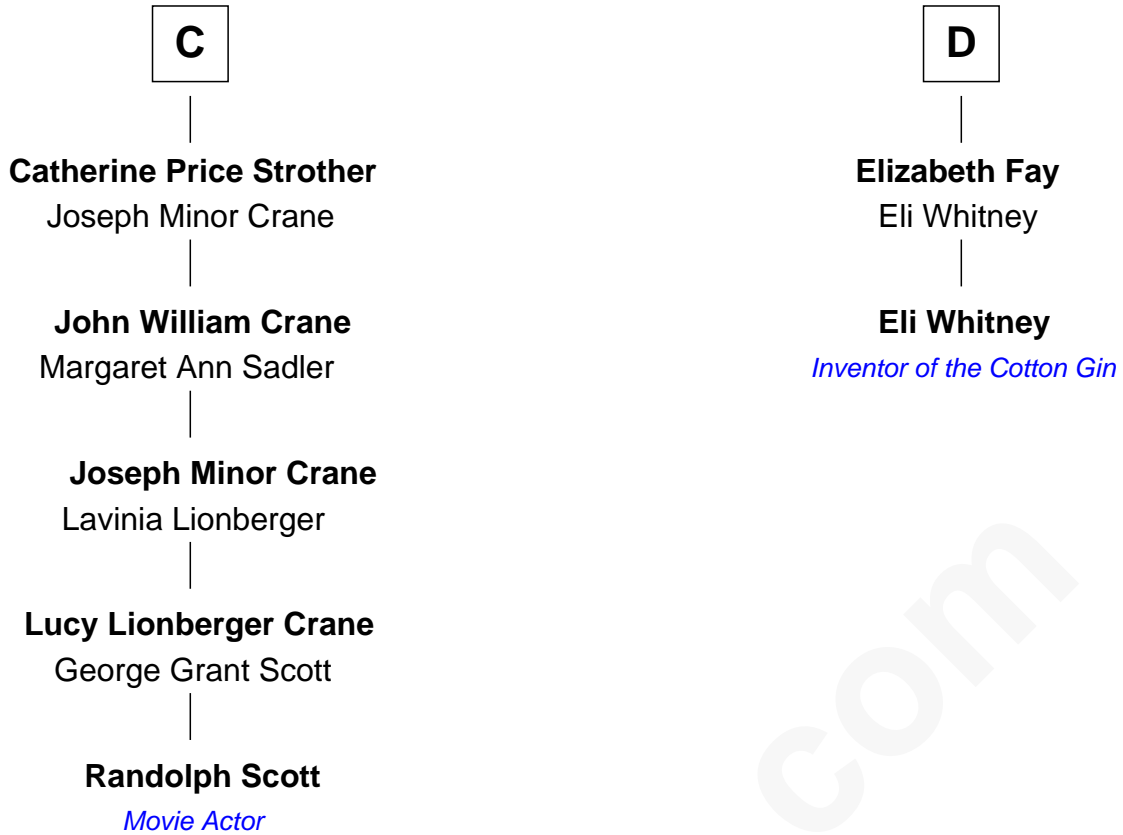 C
Catherine Price Strother
Joseph Minor Crane
John William Crane
Margaret Ann Sadler
Joseph Minor Crane
Lavinia Lionberger
Lucy Lionberger Crane
George Grant Scott
Randolph Scott
Movie Actor
D
Elizabeth Fay
Eli Whitney
Eli Whitney
Inventor of the Cotton Gin
com